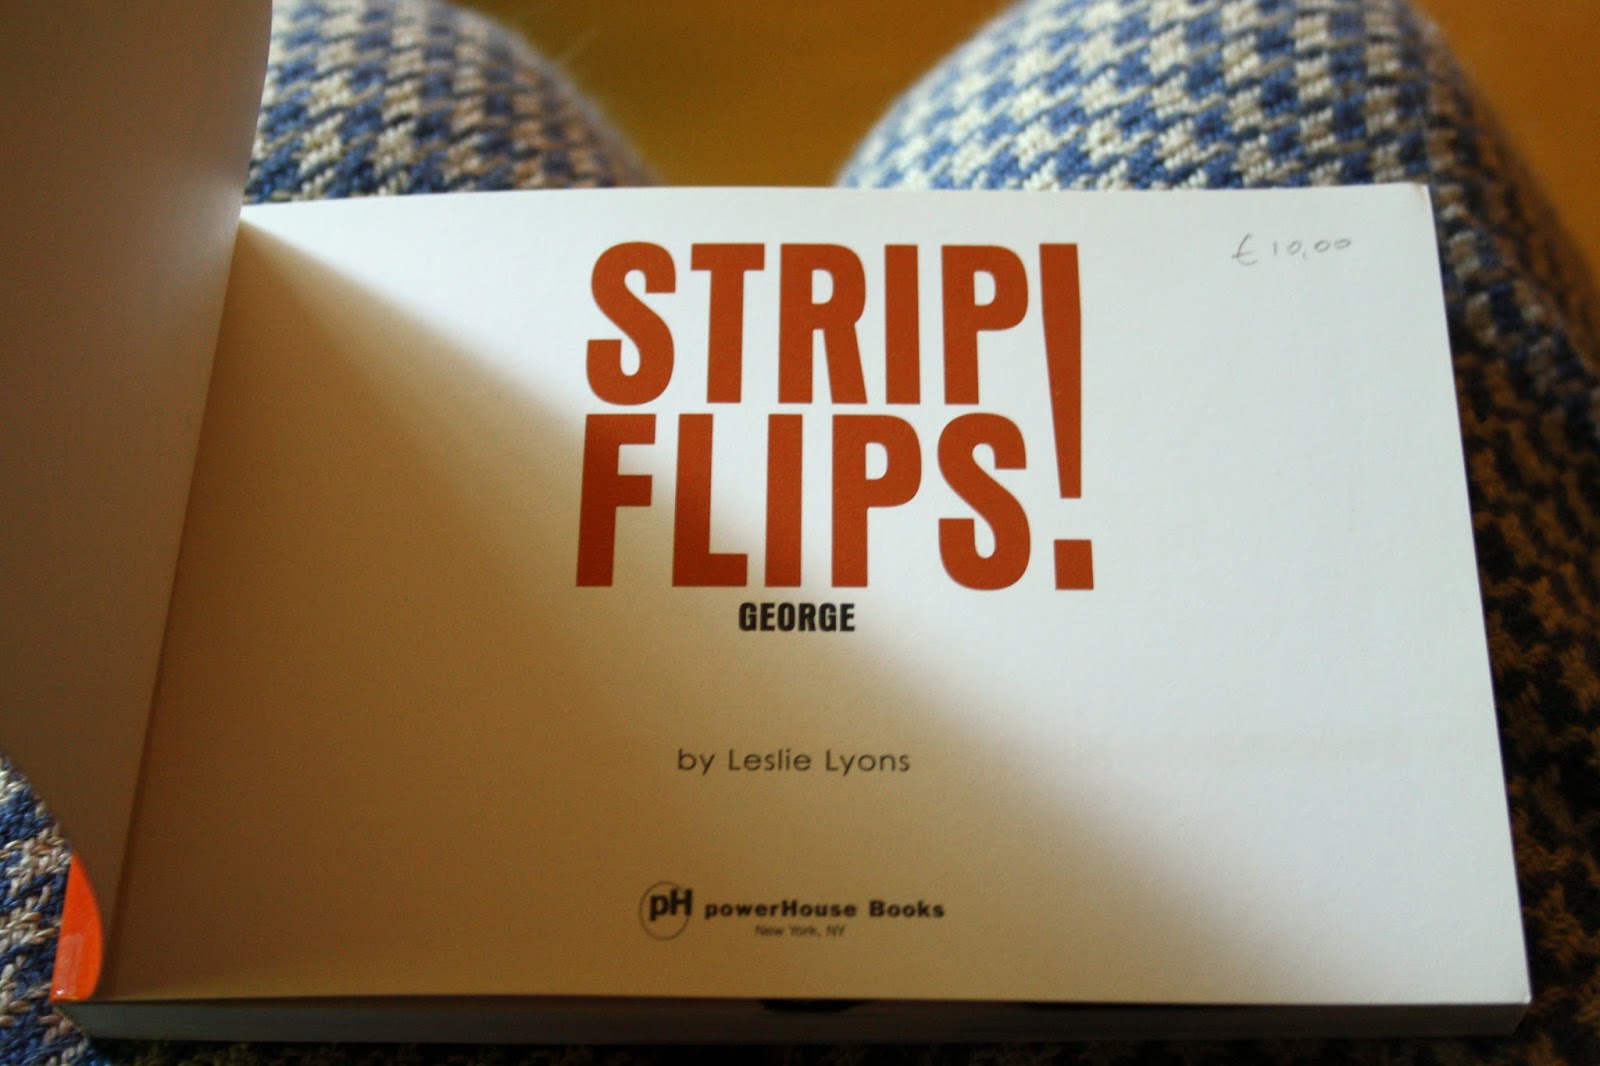 € 10,00
STRIP
FLIPS!
GEORGE
by Leslie Lyons
pH powerHouse Books
New York, NY